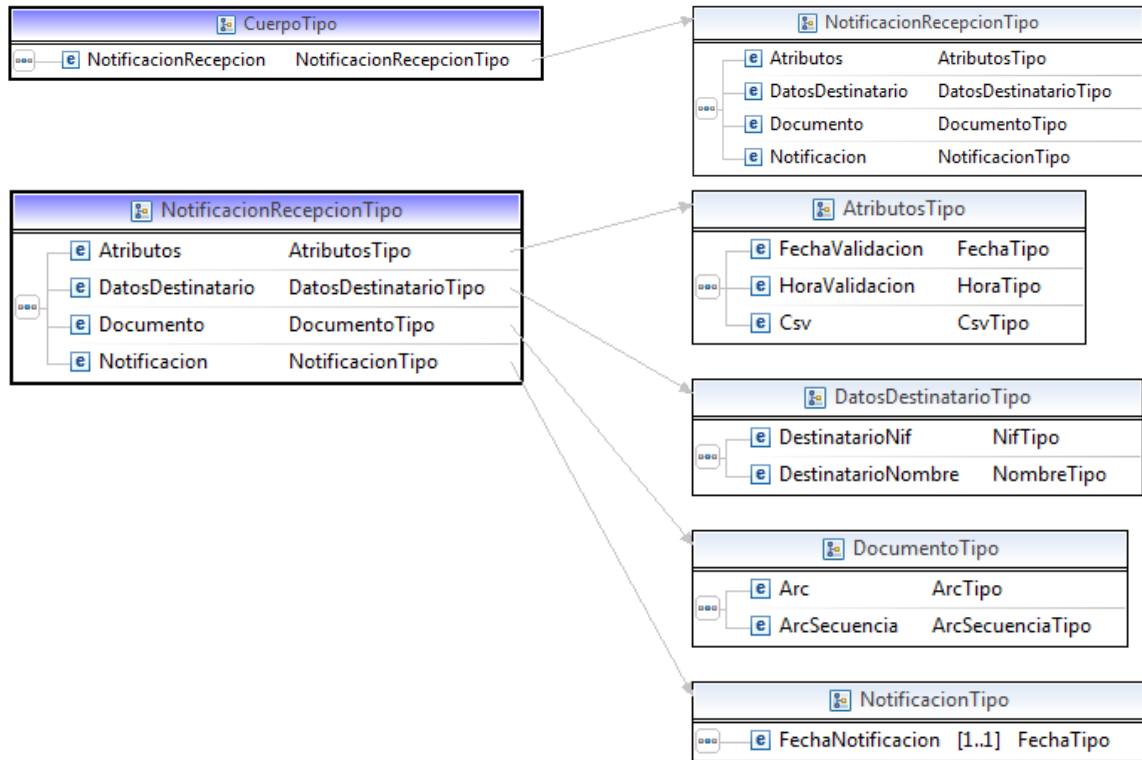 CuerpoTipo
NotificacionRecepcion NotificacionRecepcionTipo
NotificacionRecepcionTipo
Atributos AtributosTipo
DatosDestinatario DatosDestinatarioTipo
Documento DocumentoTipo
Notificacion NotificacionTipo
NotificacionRecepcionTipo
Atributos AtributosTipo
DatosDestinatario DatosDestinatarioTipo
Documento DocumentoTipo
Notificacion NotificacionTipo
AtributosTipo
FechaValidacion FechaTipo
HoraValidacion HoraTipo
Csv CsvTipo
DatosDestinatarioTipo
DestinatarioNif NifTipo
DestinatarioNombre NombreTipo
DocumentoTipo
Arc ArcTipo
ArcSecuencia ArcSecuenciaTipo
NotificacionTipo
FechaNotificacion [1..1] FechaTipo